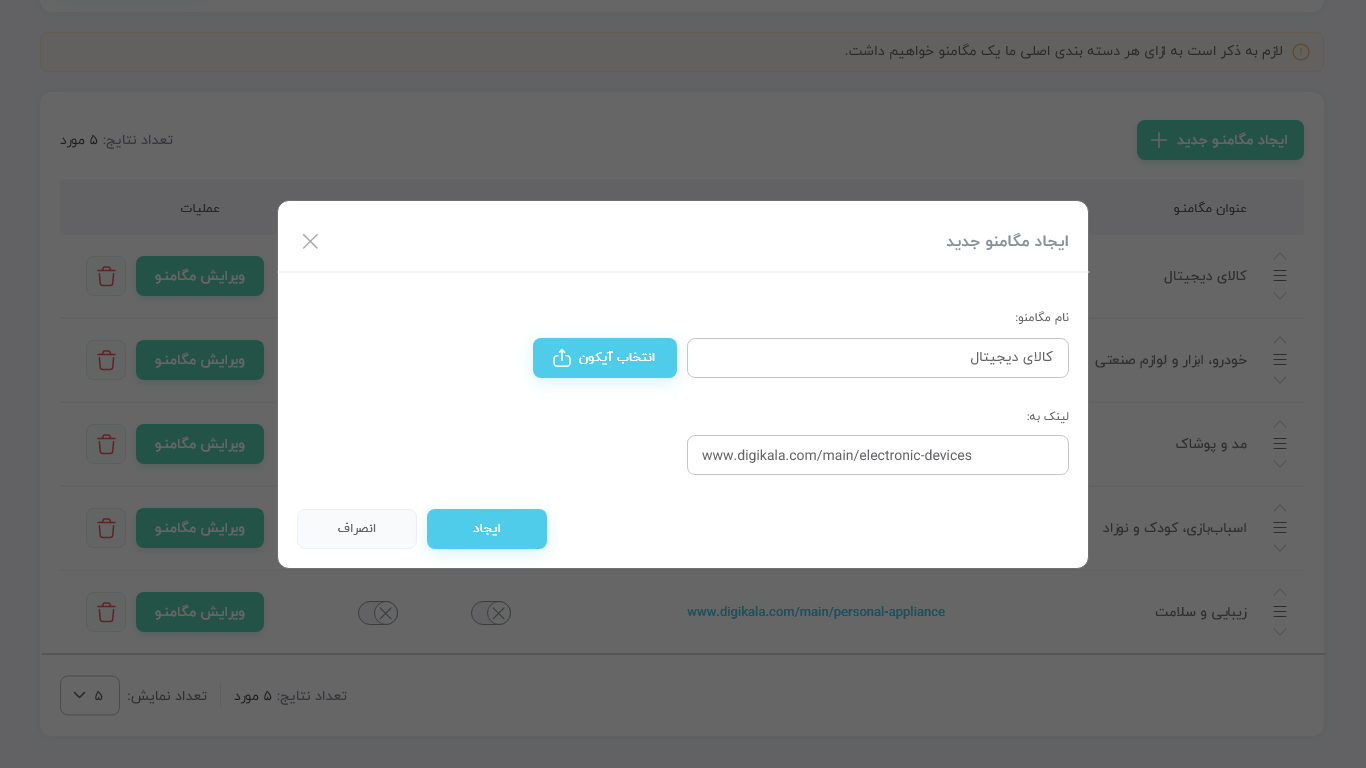 لازم به ذکر است به ازای هر دسته بندی اصلی ما یک مگامنو خواهیم داشت.
ایجاد مگامنو جدید
تعداد نتایج: ۵ مورد
عنوان مگامنو
عملیات
ایجاد مگامنو جدید
نام مگامنو:
کالای دیجیتال
انتخاب آیکون
لینک به:
www.digikala.com/main/electronic-devices
ایجاد
انصراف
کالای دیجیتال
ویرایش مگامنو
خودرو، ابزار و لوازم صنعتی
ویرایش مگامنو
مد و پوشاک
ویرایش مگامنو
اسباب‌بازی، کودک و نوزاد
ویرایش مگامنو
زیبایی و سلامت
www.digikala.com/main/personal-appliance
ویرایش مگامنو
تعداد نتایج: ۵ مورد
تعداد نمایش:
۵